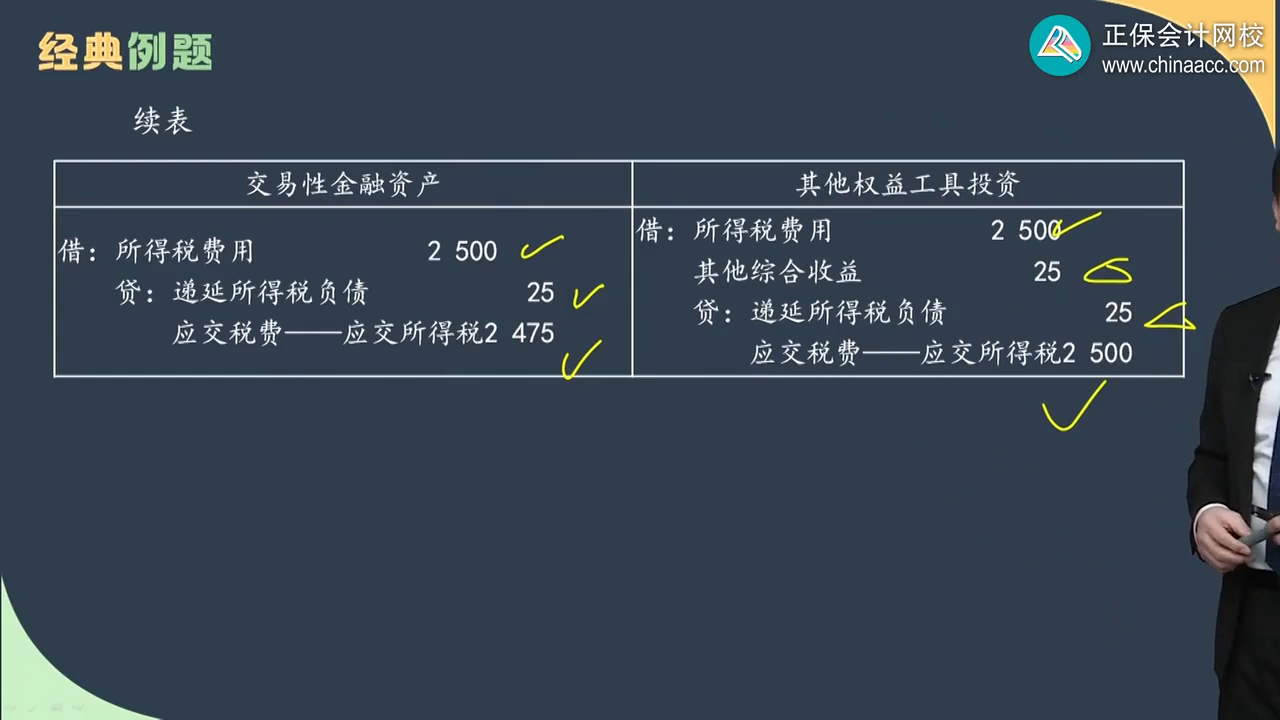 经典例题
正保会计网校
www.chinaacc.com
续表
交易性金融资产
其他权益工具投资
借：所得税费用 2 500
贷：递延所得税负债 25
应交税费——应交所得税2 475
借：所得税费用 2 500
其他综合收益 25
贷：递延所得税负债 25
应交税费——应交所得税2 500